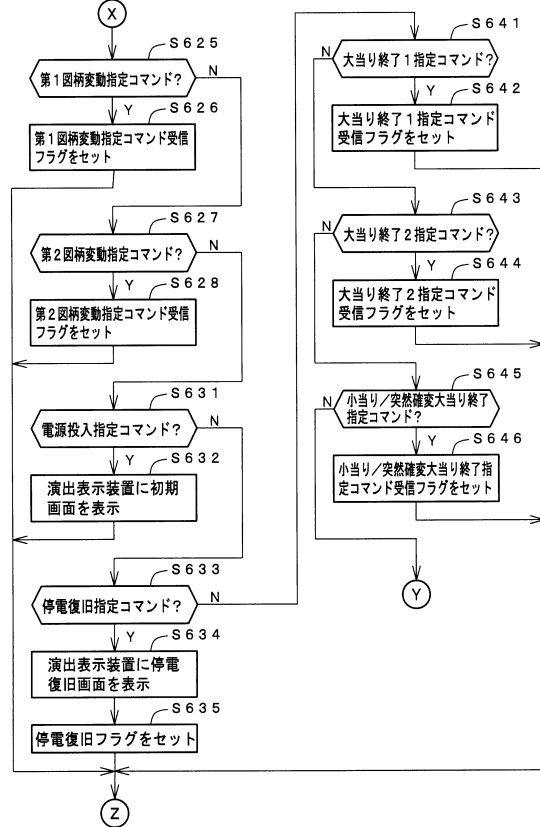 X
S625
第1図柄変動指定コマンド?
N
Y
S626
第1図柄変動指定コマンド受信
フラグをセット
S627
第2図柄変動指定コマンド?
N
Y
S628
第2図柄変動指定コマンド受信
フラグをセット
S631
電源投入指定コマンド?
N
Y
S632
演出表示装置に初期
画面を表示
S633
停電復旧指定コマンド?
N
Y
S634
演出表示装置に停電
復旧画面を表示
S635
停電復旧フラグをセット
Z
S641
N
大当り終了1指定コマンド?
Y
S642
大当り終了1指定コマンド
受信フラグをセット
S643
N
大当り終了2指定コマンド?
Y
S644
大当り終了2指定コマンド
受信フラグをセット
S645
N
小当り/突然確変大当り終了
指定コマンド?
Y
S646
小当り/突然確変大当り終了指
定コマンド受信フラグをセット
Y